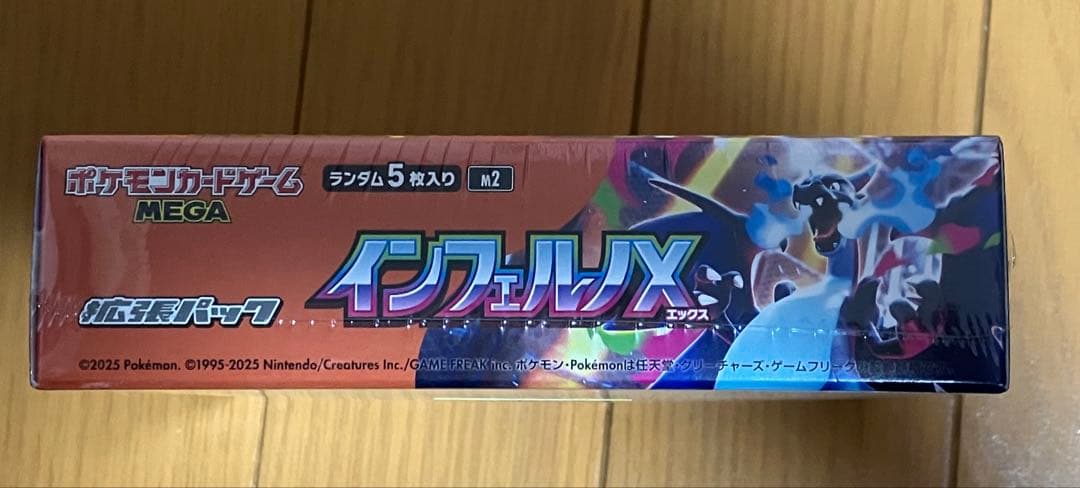 ポケモンカードゲーム
MEGA
ランダム5枚入り M2
インフェルノX
エックス
拡張パック
©2025 Pokémon. ©1995-2025 Nintendo/Creatures Inc./GAME FREAK inc. ポケモン・Pokémonは任天堂・クリーチャーズ・ゲームフリークの